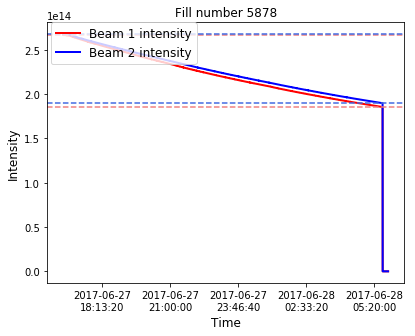 Fill number 5878
1e14
Beam 1 intensity
Beam 2 intensity
2.5
2.0
1.5
1.0
0.5
0.0
Intensity
2017-06-27
18:13:20
2017-06-27
21:00:00
2017-06-27
23:46:40
2017-06-28
02:33:20
2017-06-28
05:20:00
Time